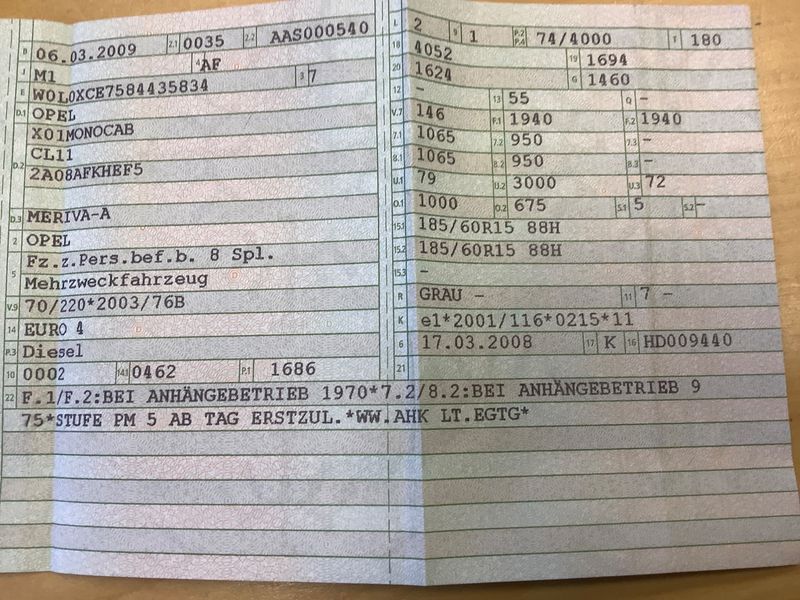 B 06.03.2009 2.1 0035 2.2 AAS000540
J M1 4 AF
E W0L0XCE7584435834 3 7
D.1 OPEL
X01MONOCAB
D.2 CL11
2A08AFKHEF5
D.3 MERIVA-A
2 OPEL
Fz.z.Pers.bef.b. 8 Spl.
5 Mehrzweckfahrzeug
V.9 70/220*2003/76B
14 EURO 4
P.3 Diesel
10 0002 14.1 0462 P.1 1686
L 2 9 1 P.2 P.4 74/4000 T 180
18 4052 19 1694
20 1624 G 1460
12 - 13 55 Q -
V.7 146 F.1 1940 F.2 1940
7.1 1065 7.2 950 7.3 -
8.1 1065 8.2 950 8.3 -
U.1 79 U.2 3000 U.3 72
O.1 1000 O.2 675 S.1 5 S.2 -
15.1 185/60R15 88H
15.2 185/60R15 88H
15.3 -
R GRAU - 11 7 -
K e1*2001/116*0215*11
6 17.03.2008 17 K 16 HD009440
21
22 F.1/F.2:BEI ANHÄNGEBETRIEB 1970*7.2/8.2:BEI ANHÄNGEBETRIEB 9
75*STUFE PM 5 AB TAG ERSTZUL.*WW.AHK LT.EGTG*